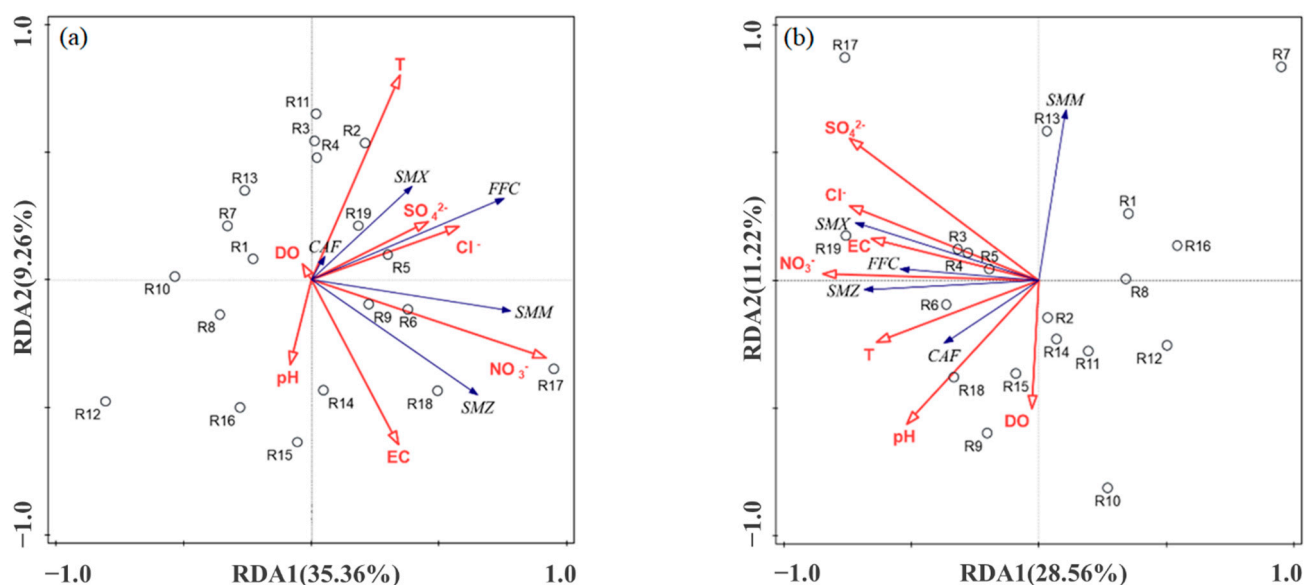 (a)
1.0
RDA2(9.26%)
−1.0
−1.0
RDA1(35.36%)
1.0
T
R11
R3
R2
R4
SMX
FFC
R13
SO₄²⁻
R7
R19
Cl⁻
R1
DO
CAF
R5
R10
R8
R9
R6
SMM
pH
NO₃⁻
R17
R12
R14
R18
SMZ
R16
R15
EC
(b)
1.0
RDA2(11.22%)
−1.0
−1.0
RDA1(28.56%)
1.0
R17
R7
SMM
R13
SO₄²⁻
Cl⁻
R1
SMX
R19
EC
R3
R16
R4
R5
NO₃⁻
FFC
SMZ
R8
R6
R2
T
CAF
R14
R11
R12
R18
R15
DO
pH
R9
R10